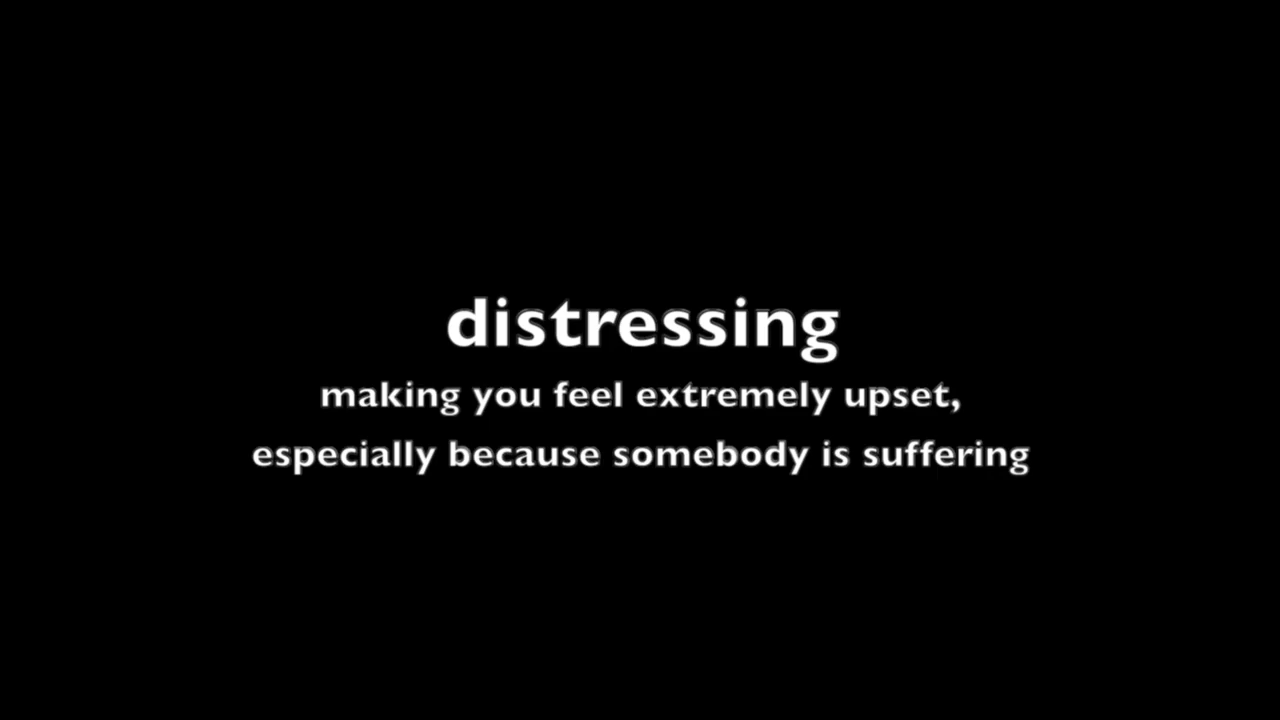 distressing
making you feel extremely upset,
especially because somebody is suffering